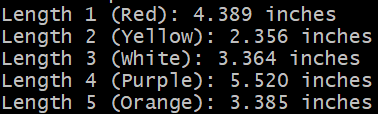 Length 1 (Red): 4.389 inches
Length 2 (Yellow): 2.356 inches
Length 3 (White): 3.364 inches
Length 4 (Purple): 5.520 inches
Length 5 (Orange): 3.385 inches